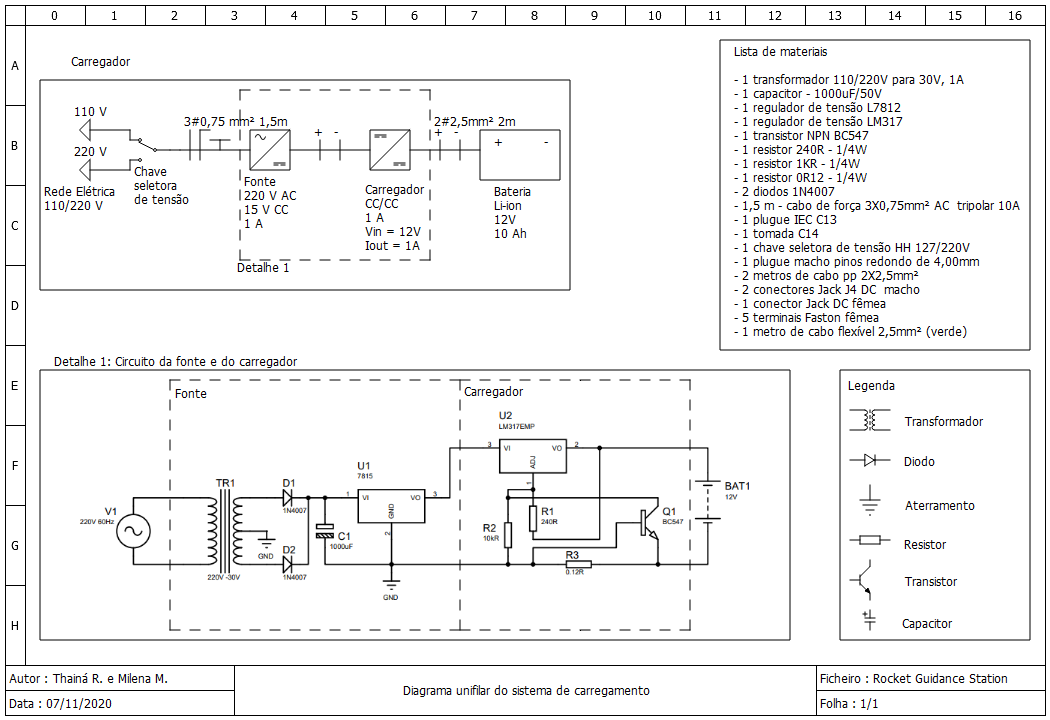 0 1 2 3 4 5 6 7 8 9 10 11 12 13 14 15 16
A
B
C
D
E
F
G
H
Carregador
110 V
220 V
Rede Elétrica
110/220 V
Chave
seletora
de tensão
3#0,75 mm² 1,5m
Fonte
220 V AC
15 V CC
1 A
Detalhe 1
+ -
Carregador
CC/CC
1 A
Vin = 12V
Iout = 1A
2#2,5mm² 2m
+ -
+ -
Bateria
Li-ion
12V
10 Ah
Lista de materiais
- 1 transformador 110/220V para 30V, 1A
- 1 capacitor - 1000uF/50V
- 1 regulador de tensão L7812
- 1 regulador de tensão LM317
- 1 transistor NPN BC547
- 1 resistor 240R - 1/4W
- 1 resistor 1KR - 1/4W
- 1 resistor 0R12 - 1/4W
- 2 diodos 1N4007
- 1,5 m - cabo de força 3X0,75mm² AC tripolar 10A
- 1 plugue IEC C13
- 1 tomada C14
- 1 chave seletora de tensão HH 127/220V
- 1 plugue macho pinos redondo de 4,00mm
- 2 metros de cabo pp 2X2,5mm²
- 2 conectores Jack J4 DC macho
- 1 conector Jack DC fêmea
- 5 terminais Faston fêmea
- 1 metro de cabo flexível 2,5mm² (verde)
Detalhe 1: Circuito da fonte e do carregador
Fonte
Carregador
V1
220V 60Hz
TR1
220V -30V
GND
D1
1N4007
D2
1N4007
C1
1000uF
U1
7815
1
VI
VO
3
GND
2
GND
U2
LM317EMP
3
VI
VO
2
ADJ
1
R2
10kR
R1
240R
R3
0.12R
Q1
BC547
BAT1
12V
Legenda
Transformador
Diodo
Aterramento
Resistor
Transistor
+
Capacitor
Autor : Thainá R. e Milena M.
Data : 07/11/2020
Diagrama unifilar do sistema de carregamento
Ficheiro : Rocket Guidance Station
Folha : 1/1